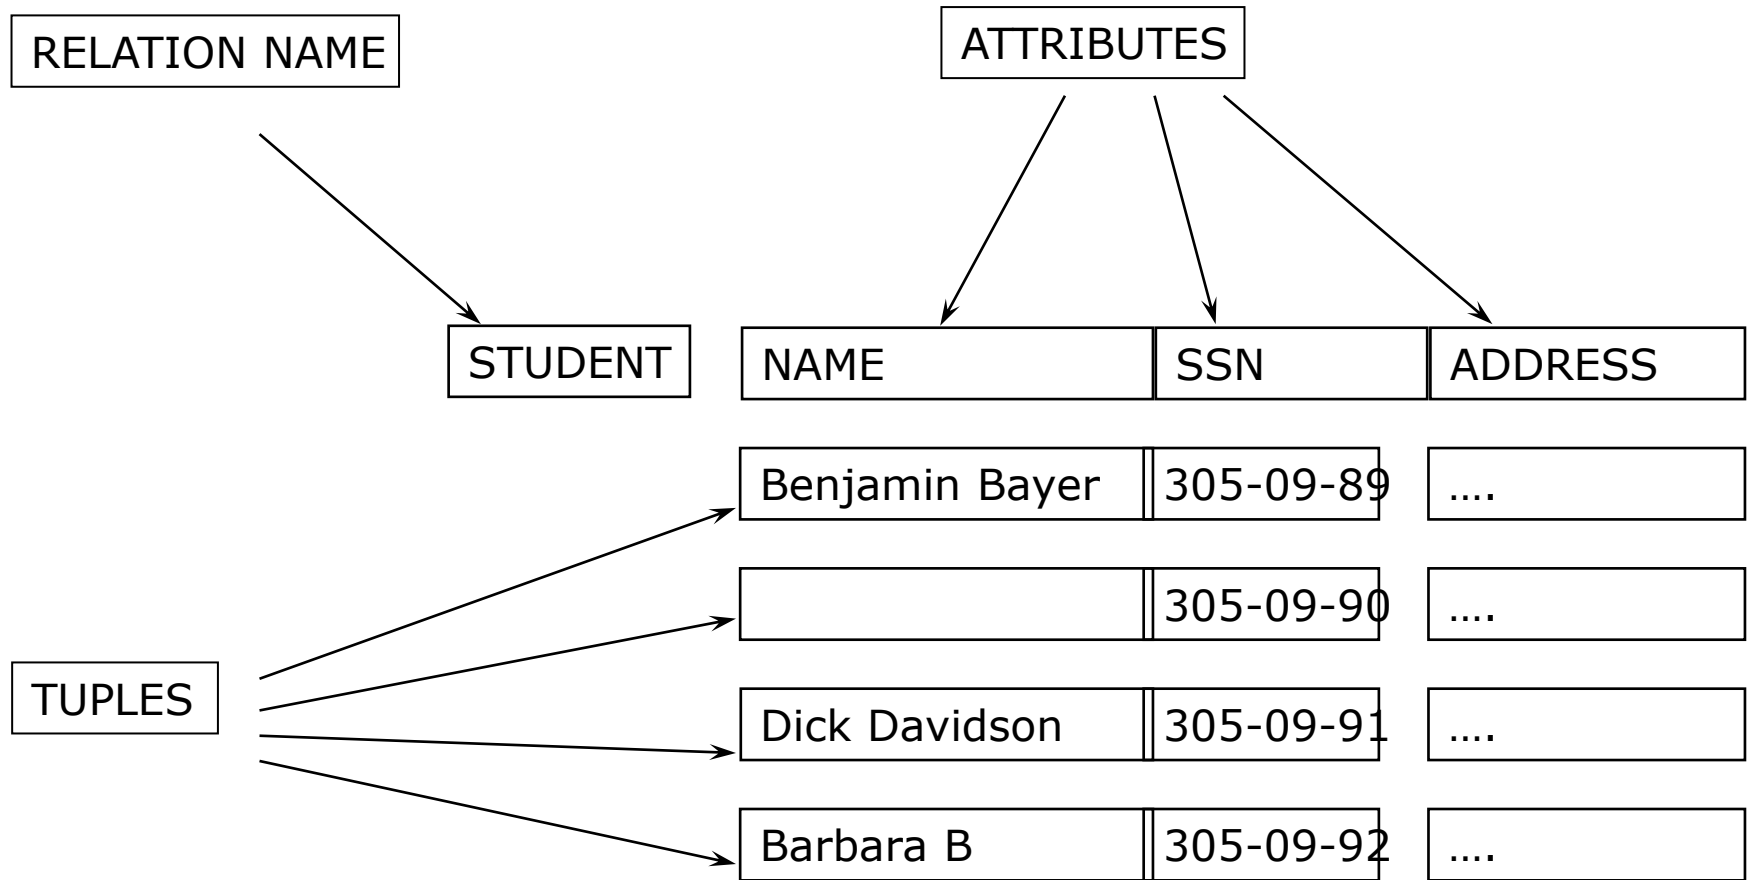 RELATION NAME
ATTRIBUTES
STUDENT
NAME SSN ADDRESS
Benjamin Bayer 305-09-89 ….
305-09-90 ….
TUPLES
Dick Davidson 305-09-91 ….
Barbara B 305-09-92 ….